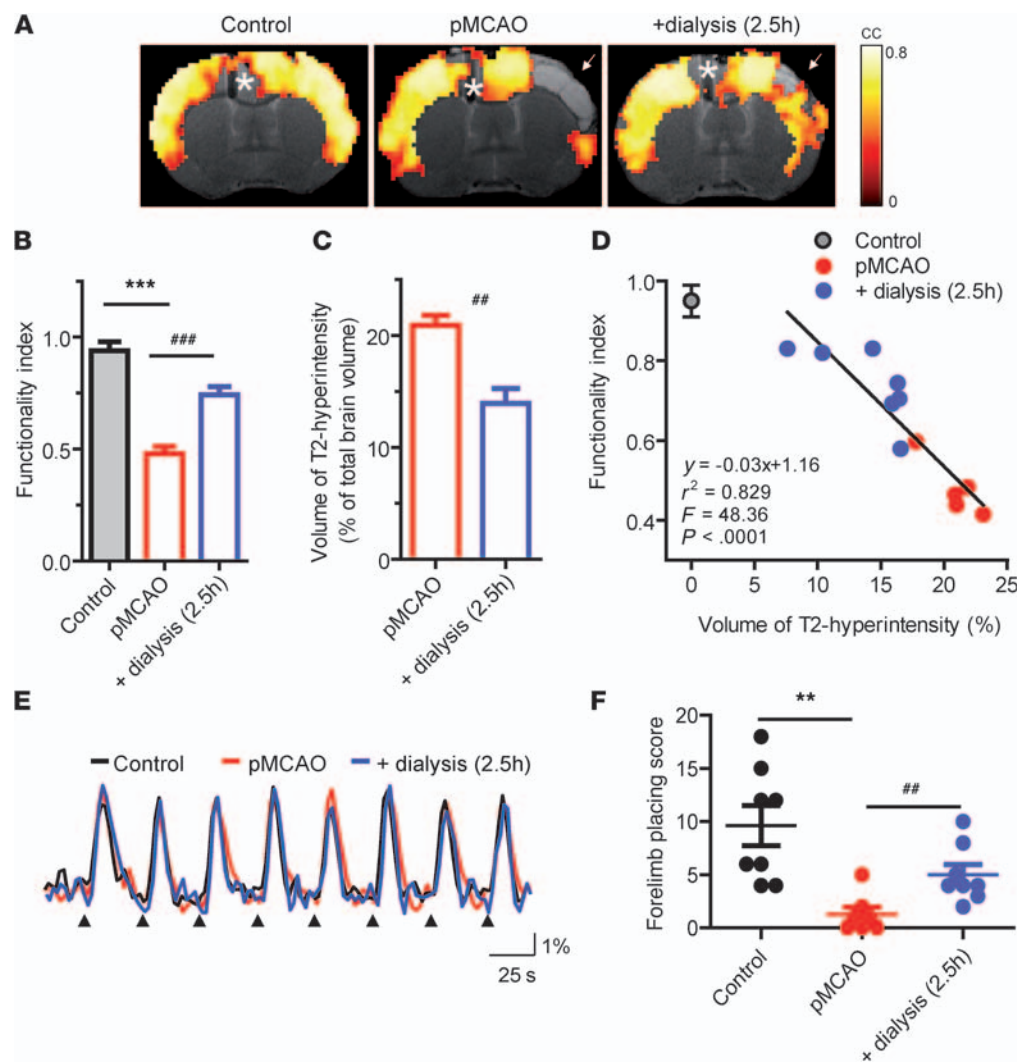 A
Control
pMCAO
+dialysis (2.5h)
CC
0.8
0
*
*
*
B
Functionality index
1.0
0.5
0.0
***
###
Control
pMCAO
+ dialysis (2.5h)
C
Volume of T2-hyperintensity
(% of total brain volume)
20
10
0
##
pMCAO
+ dialysis (2.5h)
D
Control
pMCAO
+ dialysis (2.5h)
Functionality index
1.0
0.8
0.6
0.4
y = -0.03x+1.16
r² = 0.829
F = 48.36
P < .0001
0 5 10 15 20 25
Volume of T2-hyperintensity (%)
E
Control pMCAO + dialysis (2.5h)
1%
25 s
F
Forelimb placing score
20
15
10
5
0
**
##
Control
pMCAO
+ dialysis (2.5h)